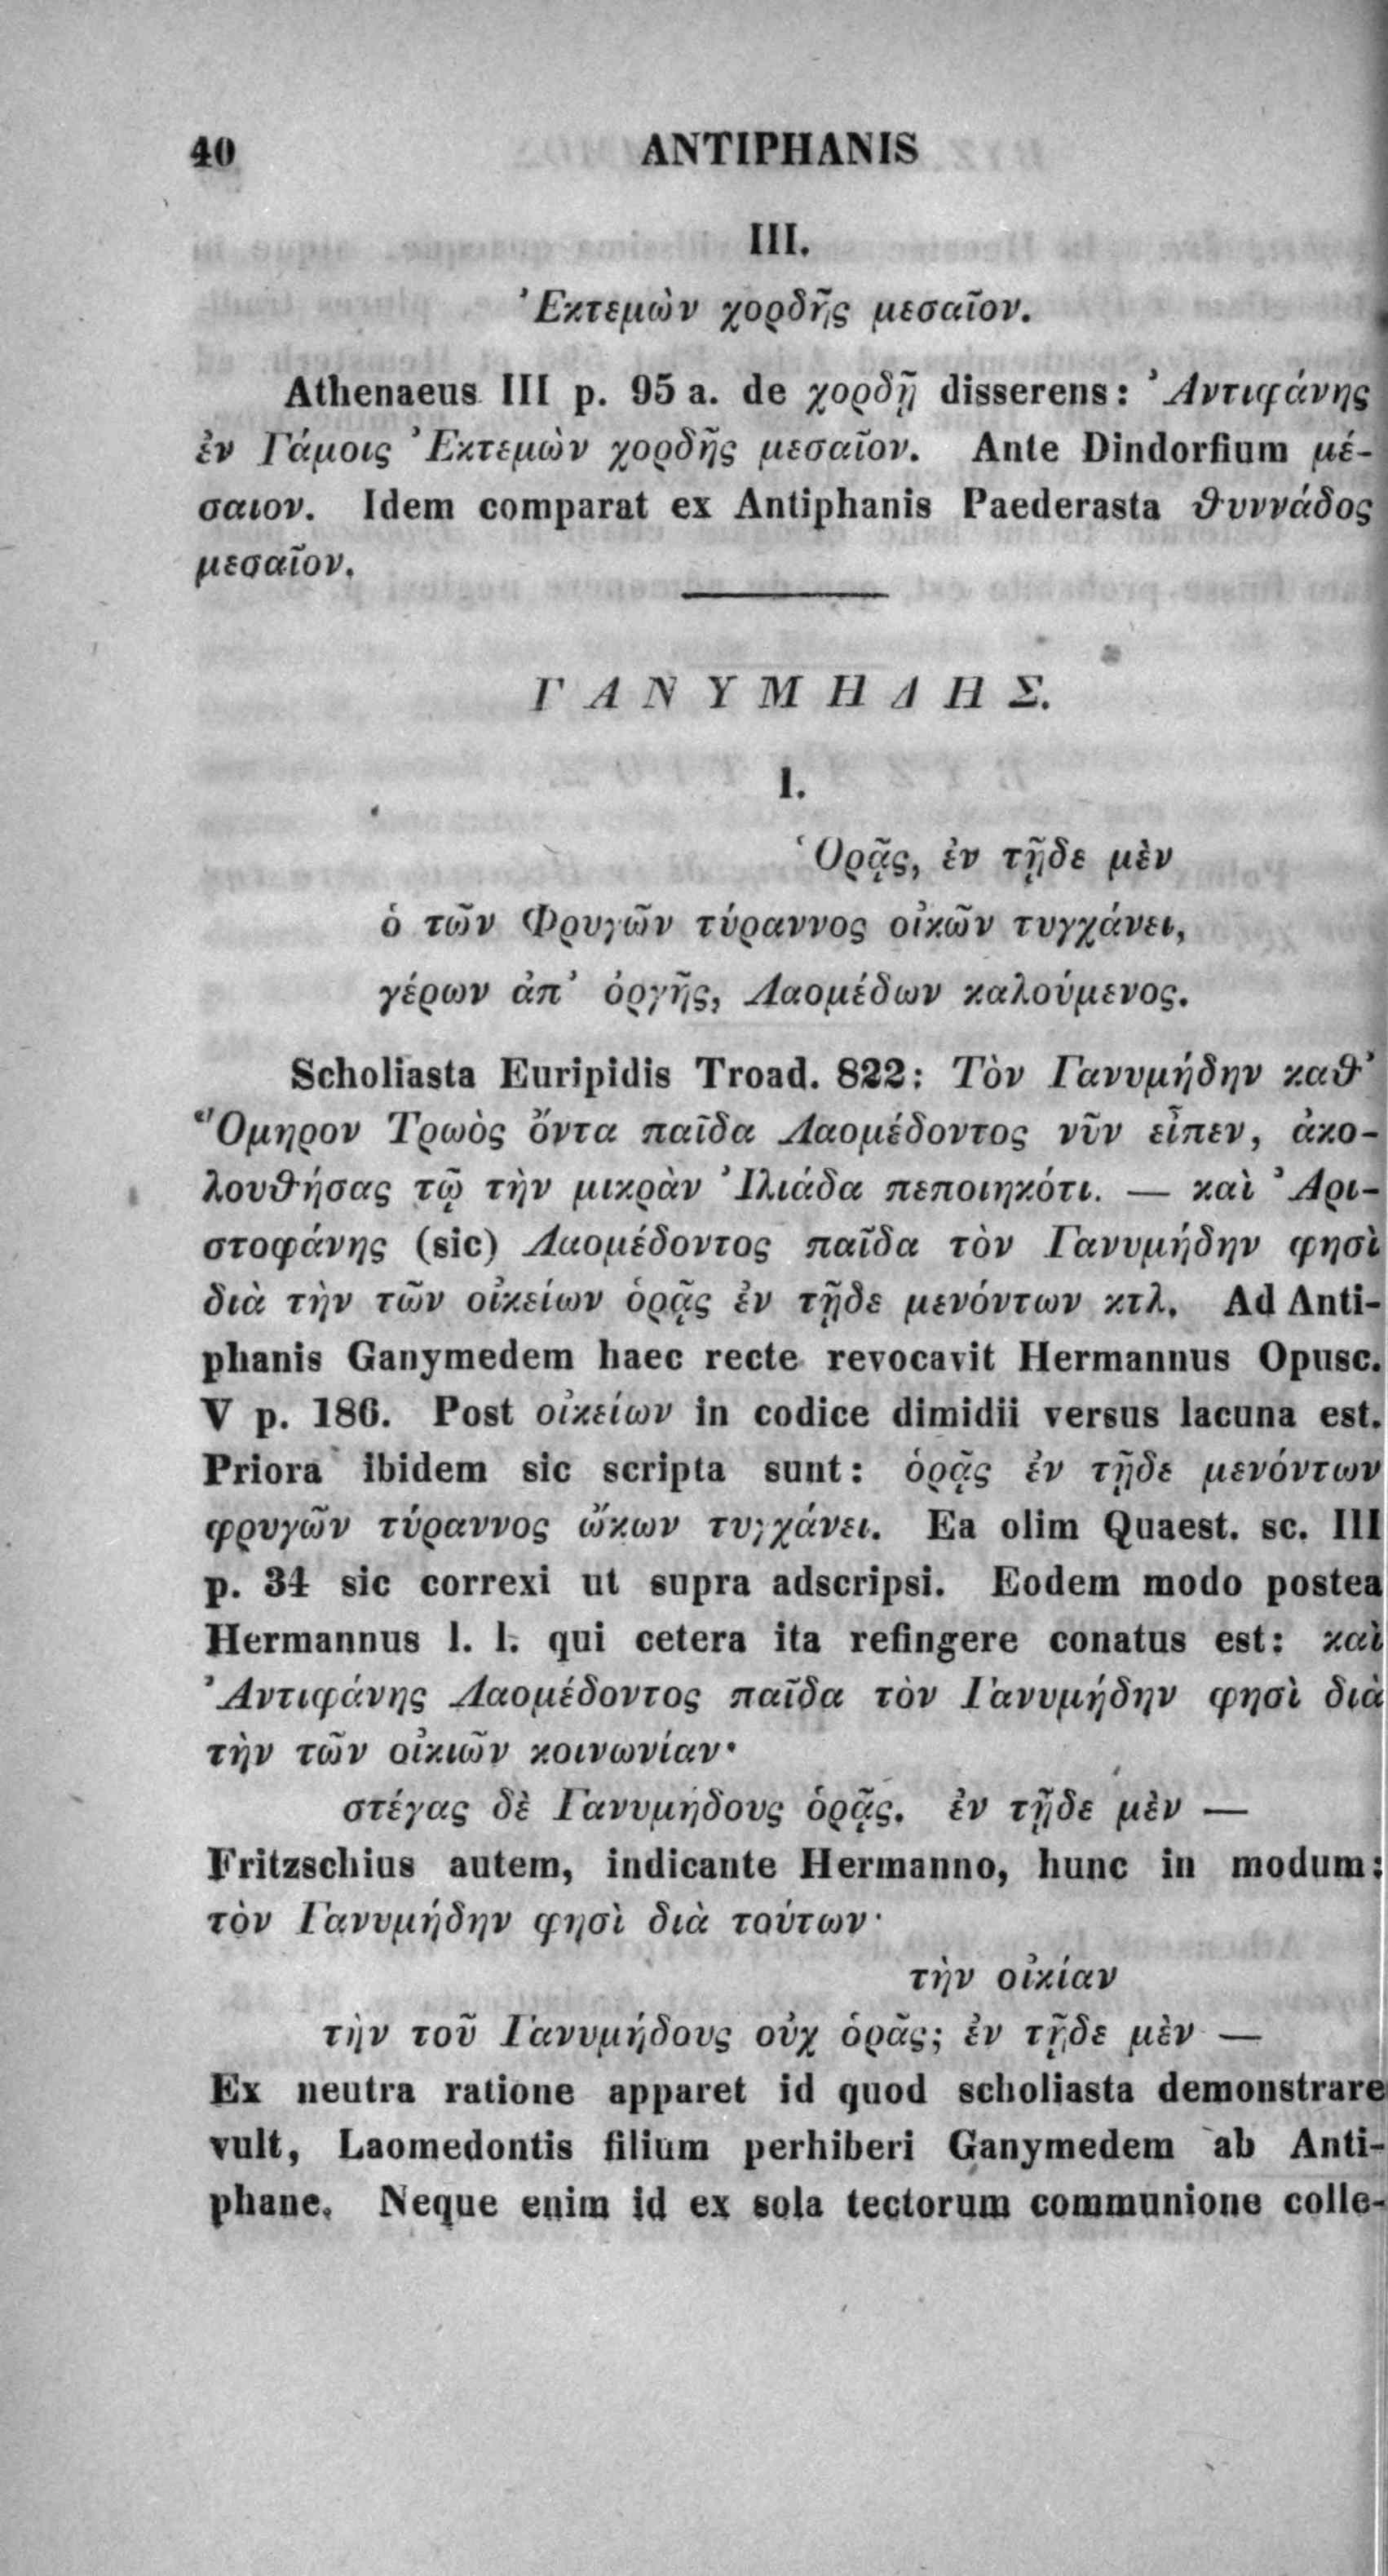 40 ANTIPHANIS
III.
Ἐκτεμὼν χορδῆς μεσαῖον.
Athenaeus III p. 95 a. de χορδῇ disserens: Ἀντιφάνης
ἐν Γάμοις Ἐκτεμὼν χορδῆς μεσαῖον. Ante Dindorfium μέ-
σαιον. Idem comparat ex Antiphanis Paederasta θυννάδος
μεσαῖον.
ΓΑΝΥΜΗΔΗΣ.
I.
Ὁρᾷς, ἐν τῇδε μὲν
ὁ τῶν Φρυγῶν τύραννος οἰκῶν τυγχάνει,
γέρων ἀπ' ὀργῆς, Λαομέδων καλούμενος.
Scholiasta Euripidis Troad. 822: Τὸν Γανυμήδην καθ'
Ὅμηρον Τρωὸς ὄντα παῖδα Λαομέδοντος νῦν εἶπεν, ἀκο-
λουθήσας τῷ τὴν μικρὰν Ἰλιάδα πεποιηκότι. — καὶ Ἀρι-
στοφάνης (sic) Λαομέδοντος παῖδα τὸν Γανυμήδην φησὶ
διὰ τὴν τῶν οἰκείων ὁρᾷς ἐν τῇδε μενόντων κτλ. Ad Anti-
phanis Ganymedem haec recte revocavit Hermannus Opusc.
V p. 186. Post οἰκείων in codice dimidii versus lacuna est.
Priora ibidem sic scripta sunt: ὁρᾷς ἐν τῇδε μενόντων
φρυγῶν τύραννος ὤκων τυγχάνει. Ea olim Quaest. sc. III
p. 34 sic correxi ut supra adscripsi. Eodem modo postea
Hermannus l. l. qui cetera ita refingere conatus est: καὶ
Ἀντιφάνης Λαομέδοντος παῖδα τὸν Γανυμήδην φησὶ διὰ
τὴν τῶν οἰκιῶν κοινωνίαν·
στέγας δὲ Γανυμήδους ὁρᾷς. ἐν τῇδε μὲν —
Fritzschius autem, indicante Hermanno, hunc in modum:
τὸν Γανυμήδην φησὶ διὰ τούτων·
τὴν οἰκίαν
τὴν τοῦ Γανυμήδους οὐχ ὁρᾷς; ἐν τῇδε μὲν —
Ex neutra ratione apparet id quod scholiasta demonstrare
vult, Laomedontis filium perhiberi Ganymedem ab Anti-
phane. Neque enim id ex sola tectorum communione colle-